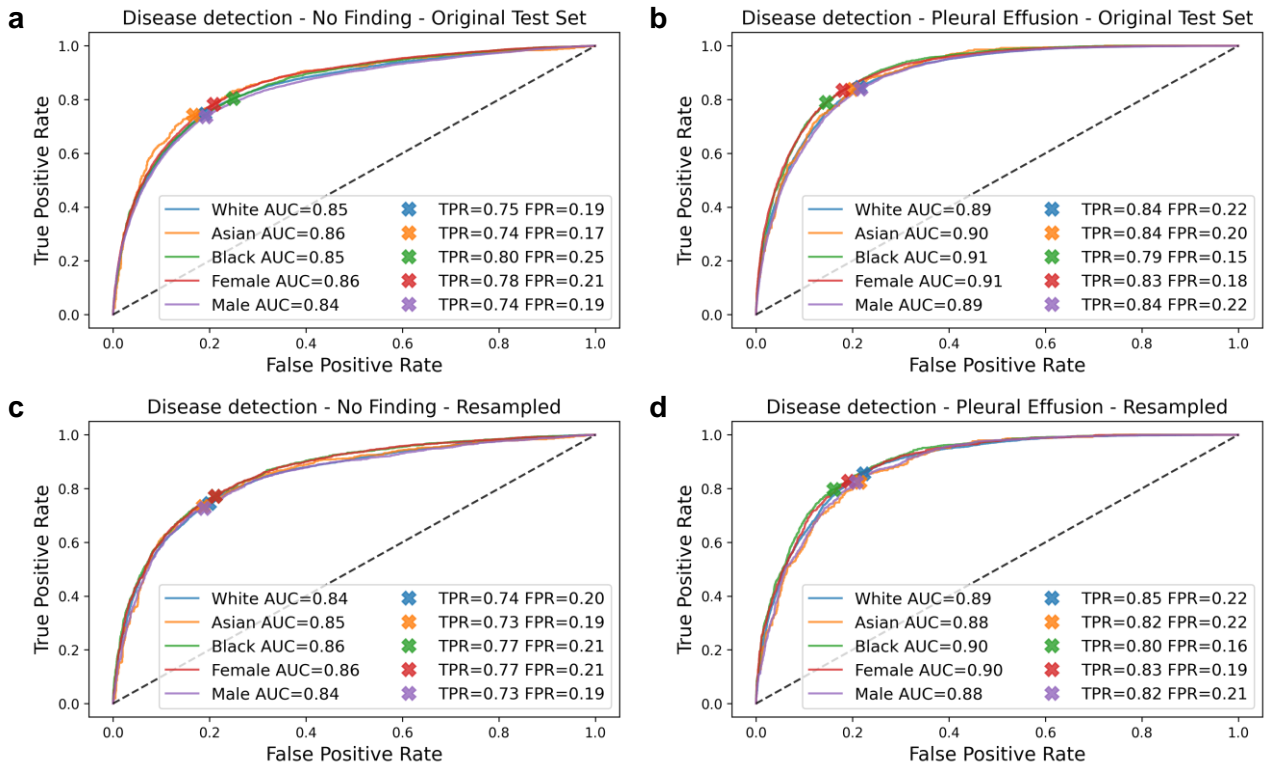 a
Disease detection - No Finding - Original Test Set
True Positive Rate
1.0
0.8
0.6
0.4
0.2
0.0
White AUC=0.85 TPR=0.75 FPR=0.19
Asian AUC=0.86 TPR=0.74 FPR=0.17
Black AUC=0.85 TPR=0.80 FPR=0.25
Female AUC=0.86 TPR=0.78 FPR=0.21
Male AUC=0.84 TPR=0.74 FPR=0.19
0.0 0.2 0.4 0.6 0.8 1.0
False Positive Rate
b
Disease detection - Pleural Effusion - Original Test Set
True Positive Rate
1.0
0.8
0.6
0.4
0.2
0.0
White AUC=0.89 TPR=0.84 FPR=0.22
Asian AUC=0.90 TPR=0.84 FPR=0.20
Black AUC=0.91 TPR=0.79 FPR=0.15
Female AUC=0.91 TPR=0.83 FPR=0.18
Male AUC=0.89 TPR=0.84 FPR=0.22
0.0 0.2 0.4 0.6 0.8 1.0
False Positive Rate
c
Disease detection - No Finding - Resampled
True Positive Rate
1.0
0.8
0.6
0.4
0.2
0.0
White AUC=0.84 TPR=0.74 FPR=0.20
Asian AUC=0.85 TPR=0.73 FPR=0.19
Black AUC=0.86 TPR=0.77 FPR=0.21
Female AUC=0.86 TPR=0.77 FPR=0.21
Male AUC=0.84 TPR=0.73 FPR=0.19
0.0 0.2 0.4 0.6 0.8 1.0
False Positive Rate
d
Disease detection - Pleural Effusion - Resampled
True Positive Rate
1.0
0.8
0.6
0.4
0.2
0.0
White AUC=0.89 TPR=0.85 FPR=0.22
Asian AUC=0.88 TPR=0.82 FPR=0.22
Black AUC=0.90 TPR=0.80 FPR=0.16
Female AUC=0.90 TPR=0.83 FPR=0.19
Male AUC=0.88 TPR=0.82 FPR=0.21
0.0 0.2 0.4 0.6 0.8 1.0
False Positive Rate